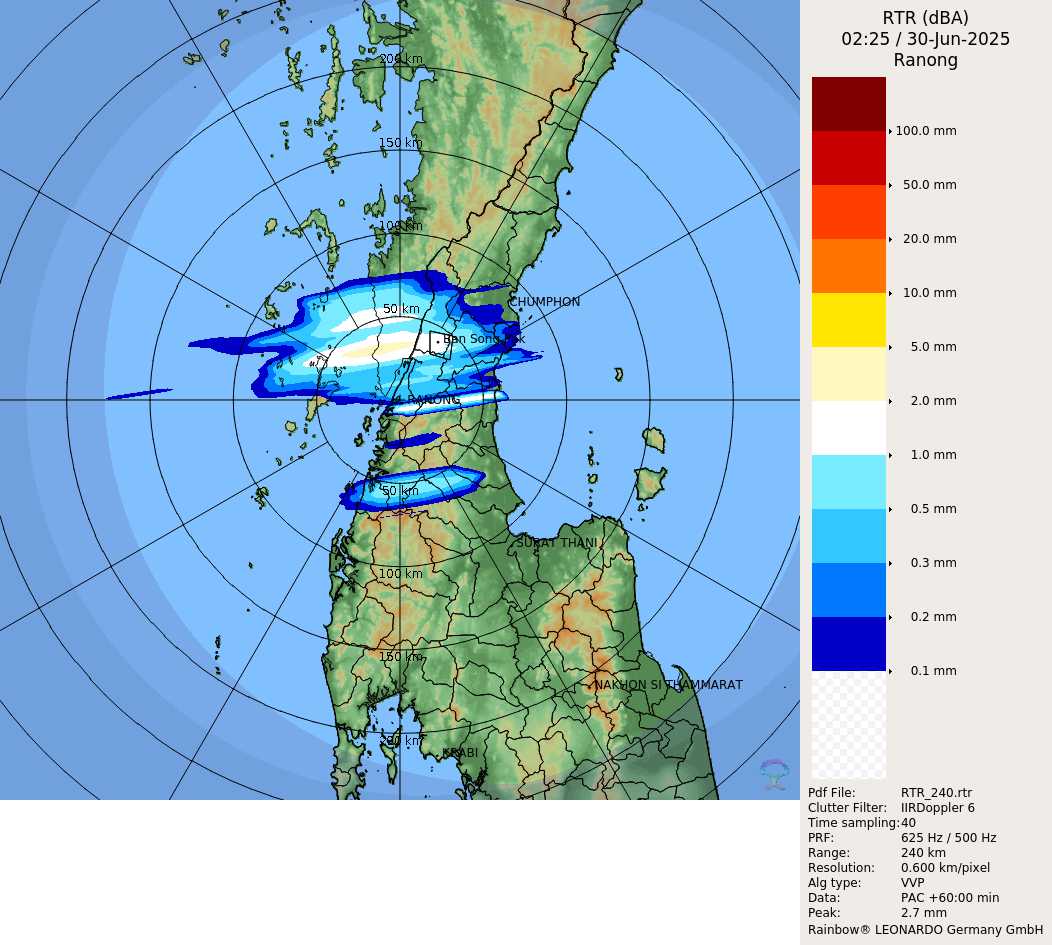 RTR (dBA)
02:25 / 30-Jun-2025
Ranong
100.0 mm
50.0 mm
20.0 mm
10.0 mm
5.0 mm
2.0 mm
1.0 mm
0.5 mm
0.3 mm
0.2 mm
0.1 mm
Pdf File: RTR_240.rtr
Clutter Filter: IIRDoppler 6
Time sampling: 40
PRF: 625 Hz / 500 Hz
Range: 240 km
Resolution: 0.600 km/pixel
Alg type: VVP
Data: PAC +60:00 min
Peak: 2.7 mm
Rainbow® LEONARDO Germany GmbH
200 km
150 km
100 km
CHUMPHON
50 km
RANONG
50 km
SURAT THANI
100 km
150 km
NAKHON SI THAMMARAT
200 km
KRABI